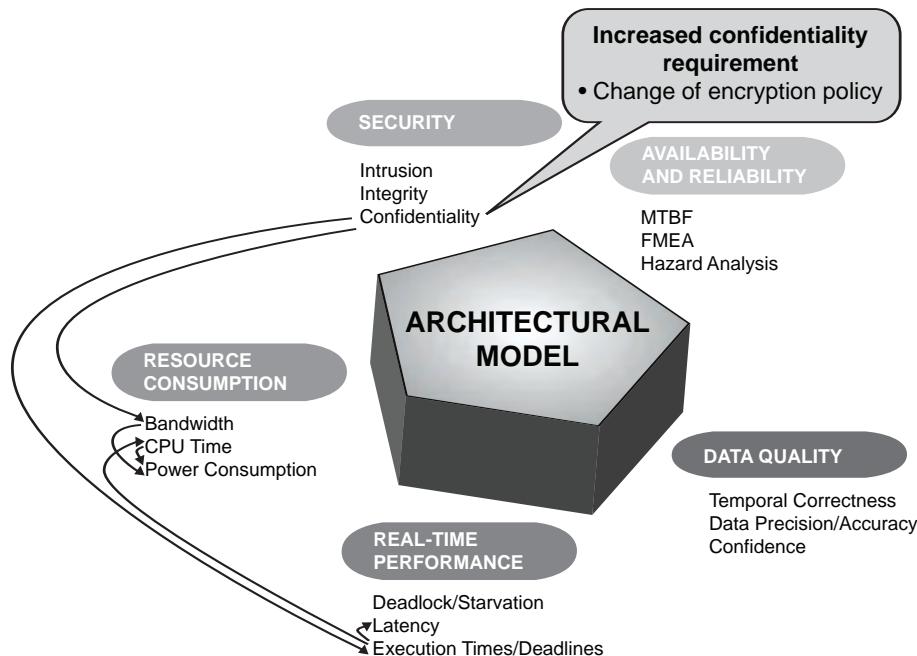 Increased confidentiality
requirement
• Change of encryption policy
SECURITY
Intrusion
Integrity
Confidentiality
AVAILABILITY
AND RELIABILITY
MTBF
FMEA
Hazard Analysis
ARCHITECTURAL
MODEL
RESOURCE
CONSUMPTION
Bandwidth
CPU Time
Power Consumption
DATA QUALITY
Temporal Correctness
Data Precision/Accuracy
Confidence
REAL-TIME
PERFORMANCE
Deadlock/Starvation
Latency
Execution Times/Deadlines